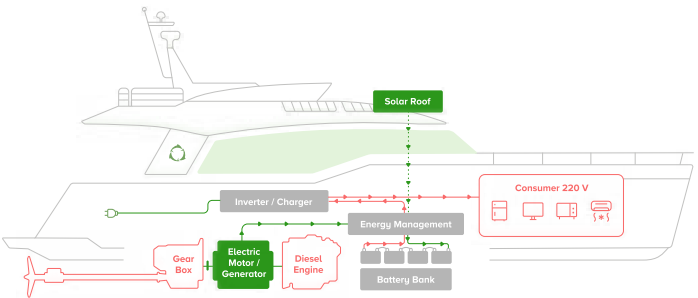 Solar Roof
Consumer 220 V
Inverter / Charger
Energy Management
Gear
Box
Electric
Motor /
Generator
Diesel
Engine
Battery Bank